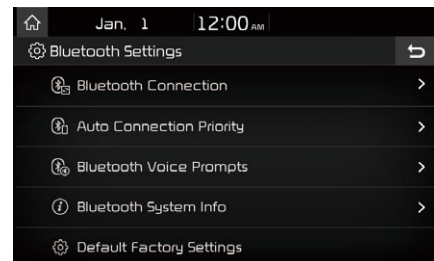 Jan. 1 12:00 AM
Bluetooth Settings
Bluetooth Connection
Auto Connection Priority
Bluetooth Voice Prompts
Bluetooth System Info
Default Factory Settings